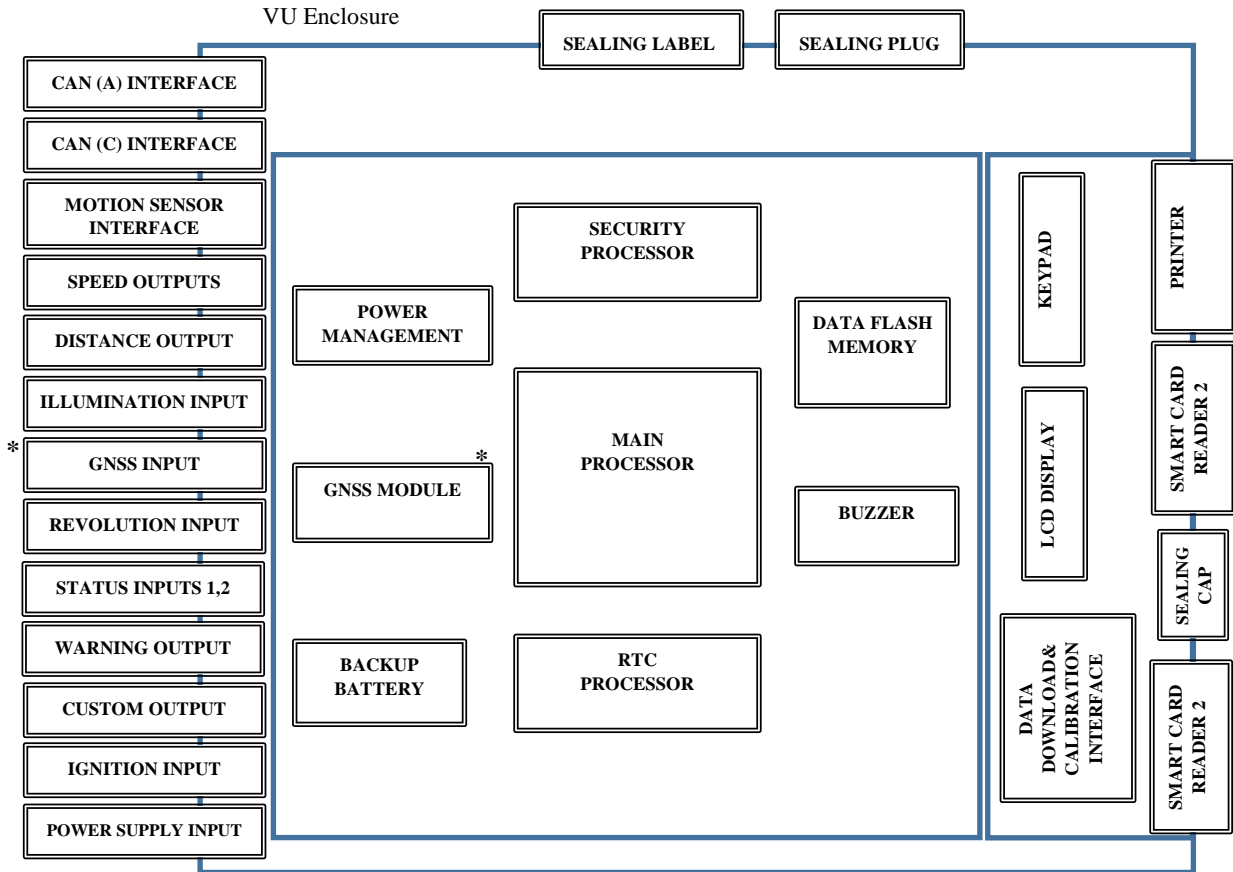 VU Enclosure
SEALING LABEL
SEALING PLUG
CAN (A) INTERFACE
CAN (C) INTERFACE
MOTION SENSOR
INTERFACE
SPEED OUTPUTS
DISTANCE OUTPUT
ILLUMINATION INPUT
*
GNSS INPUT
REVOLUTION INPUT
STATUS INPUTS 1,2
WARNING OUTPUT
CUSTOM OUTPUT
IGNITION INPUT
POWER SUPPLY INPUT
POWER
MANAGEMENT
*
GNSS MODULE
BACKUP
BATTERY
SECURITY
PROCESSOR
MAIN
PROCESSOR
RTC
PROCESSOR
DATA FLASH
MEMORY
BUZZER
KEYPAD
LCD DISPLAY
DATA
DOWNLOAD&
CALIBRATION
INTERFACE
PRINTER
SMART CARD
READER 2
SEALING
CAP
SMART CARD
READER 2